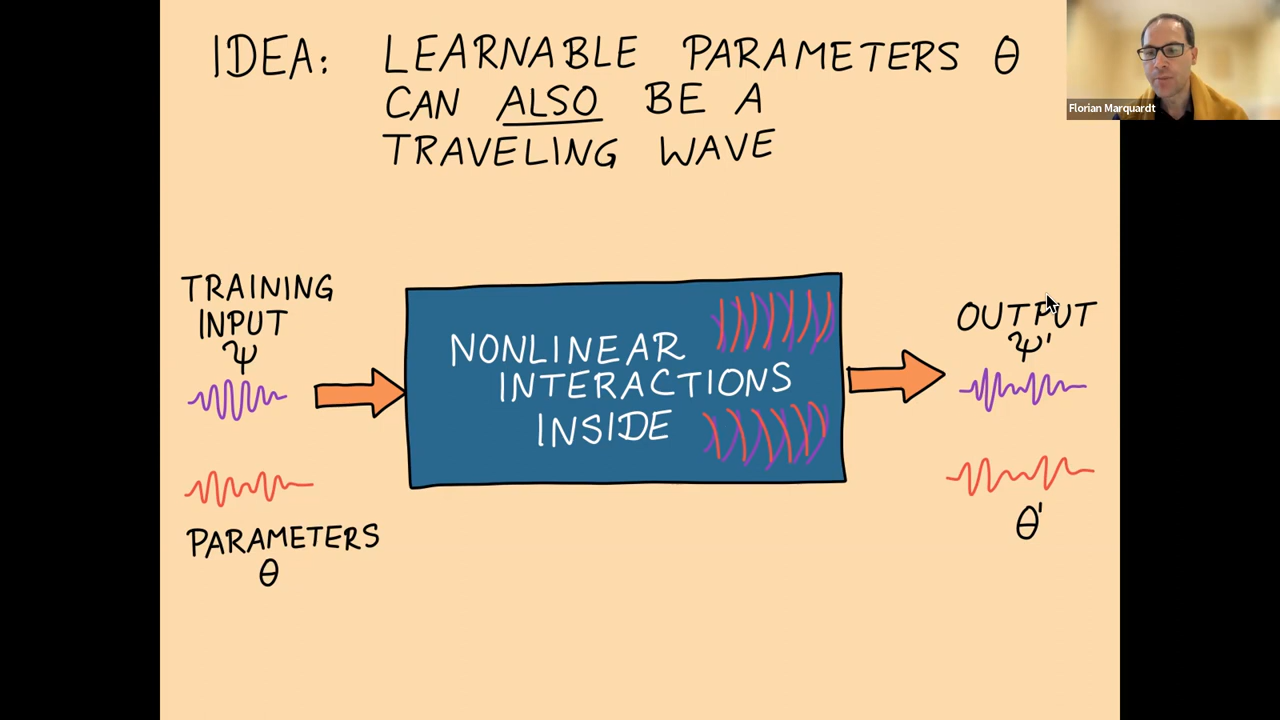 IDEA: LEARNABLE PARAMETERS θ
CAN ALSO BE A
TRAVELING WAVE
Florian Marquardt
TRAINING
INPUT
Ψ
NONLINEAR
INTERACTIONS
INSIDE
OUTPUT
Ψ'
PARAMETERS
θ
θ'